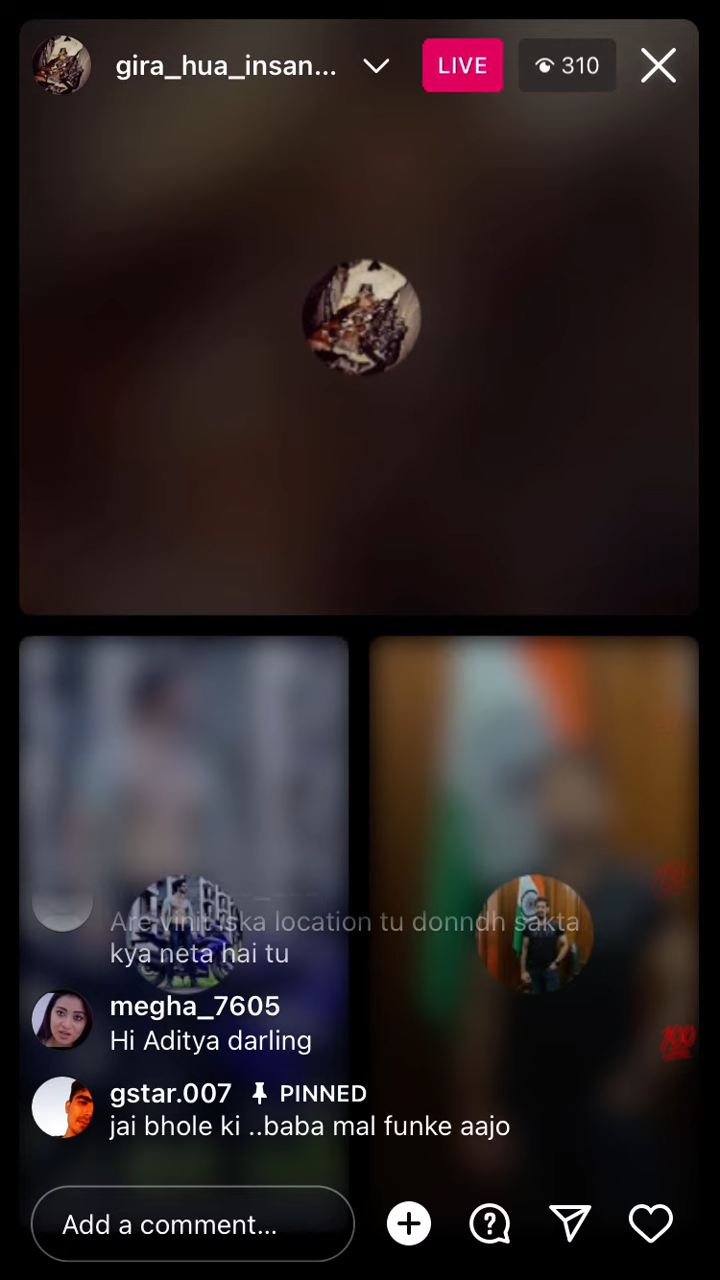 gira_hua_insan...
LIVE
310
Are vinit iska location tu donndh sakta
kya neta hai tu
megha_7605
Hi Aditya darling
gstar.007 PINNED
jai bhole ki ..baba mal funke aajo
Add a comment...